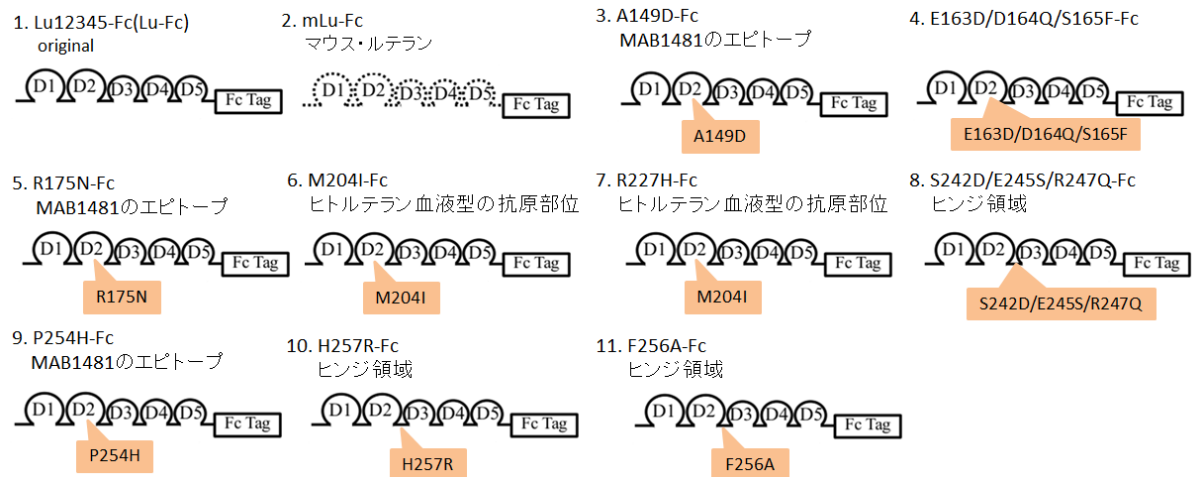 1. Lu12345-Fc(Lu-Fc)
original
D1 D2 D3 D4 D5 Fc Tag
2. mLu-Fc
マウス・ルテラン
D1 D2 D3 D4 D5 Fc Tag
3. A149D-Fc
MAB1481のエピトープ
D1 D2 D3 D4 D5 Fc Tag
A149D
4. E163D/D164Q/S165F-Fc
D1 D2 D3 D4 D5 Fc Tag
E163D/D164Q/S165F
5. R175N-Fc
MAB1481のエピトープ
D1 D2 D3 D4 D5 Fc Tag
R175N
6. M204I-Fc
ヒトルテラン血液型の抗原部位
D1 D2 D3 D4 D5 Fc Tag
M204I
7. R227H-Fc
ヒトルテラン血液型の抗原部位
D1 D2 D3 D4 D5 Fc Tag
M204I
8. S242D/E245S/R247Q-Fc
ヒンジ領域
D1 D2 D3 D4 D5 Fc Tag
S242D/E245S/R247Q
9. P254H-Fc
MAB1481のエピトープ
D1 D2 D3 D4 D5 Fc Tag
P254H
10. H257R-Fc
ヒンジ領域
D1 D2 D3 D4 D5 Fc Tag
H257R
11. F256A-Fc
ヒンジ領域
D1 D2 D3 D4 D5 Fc Tag
F256A